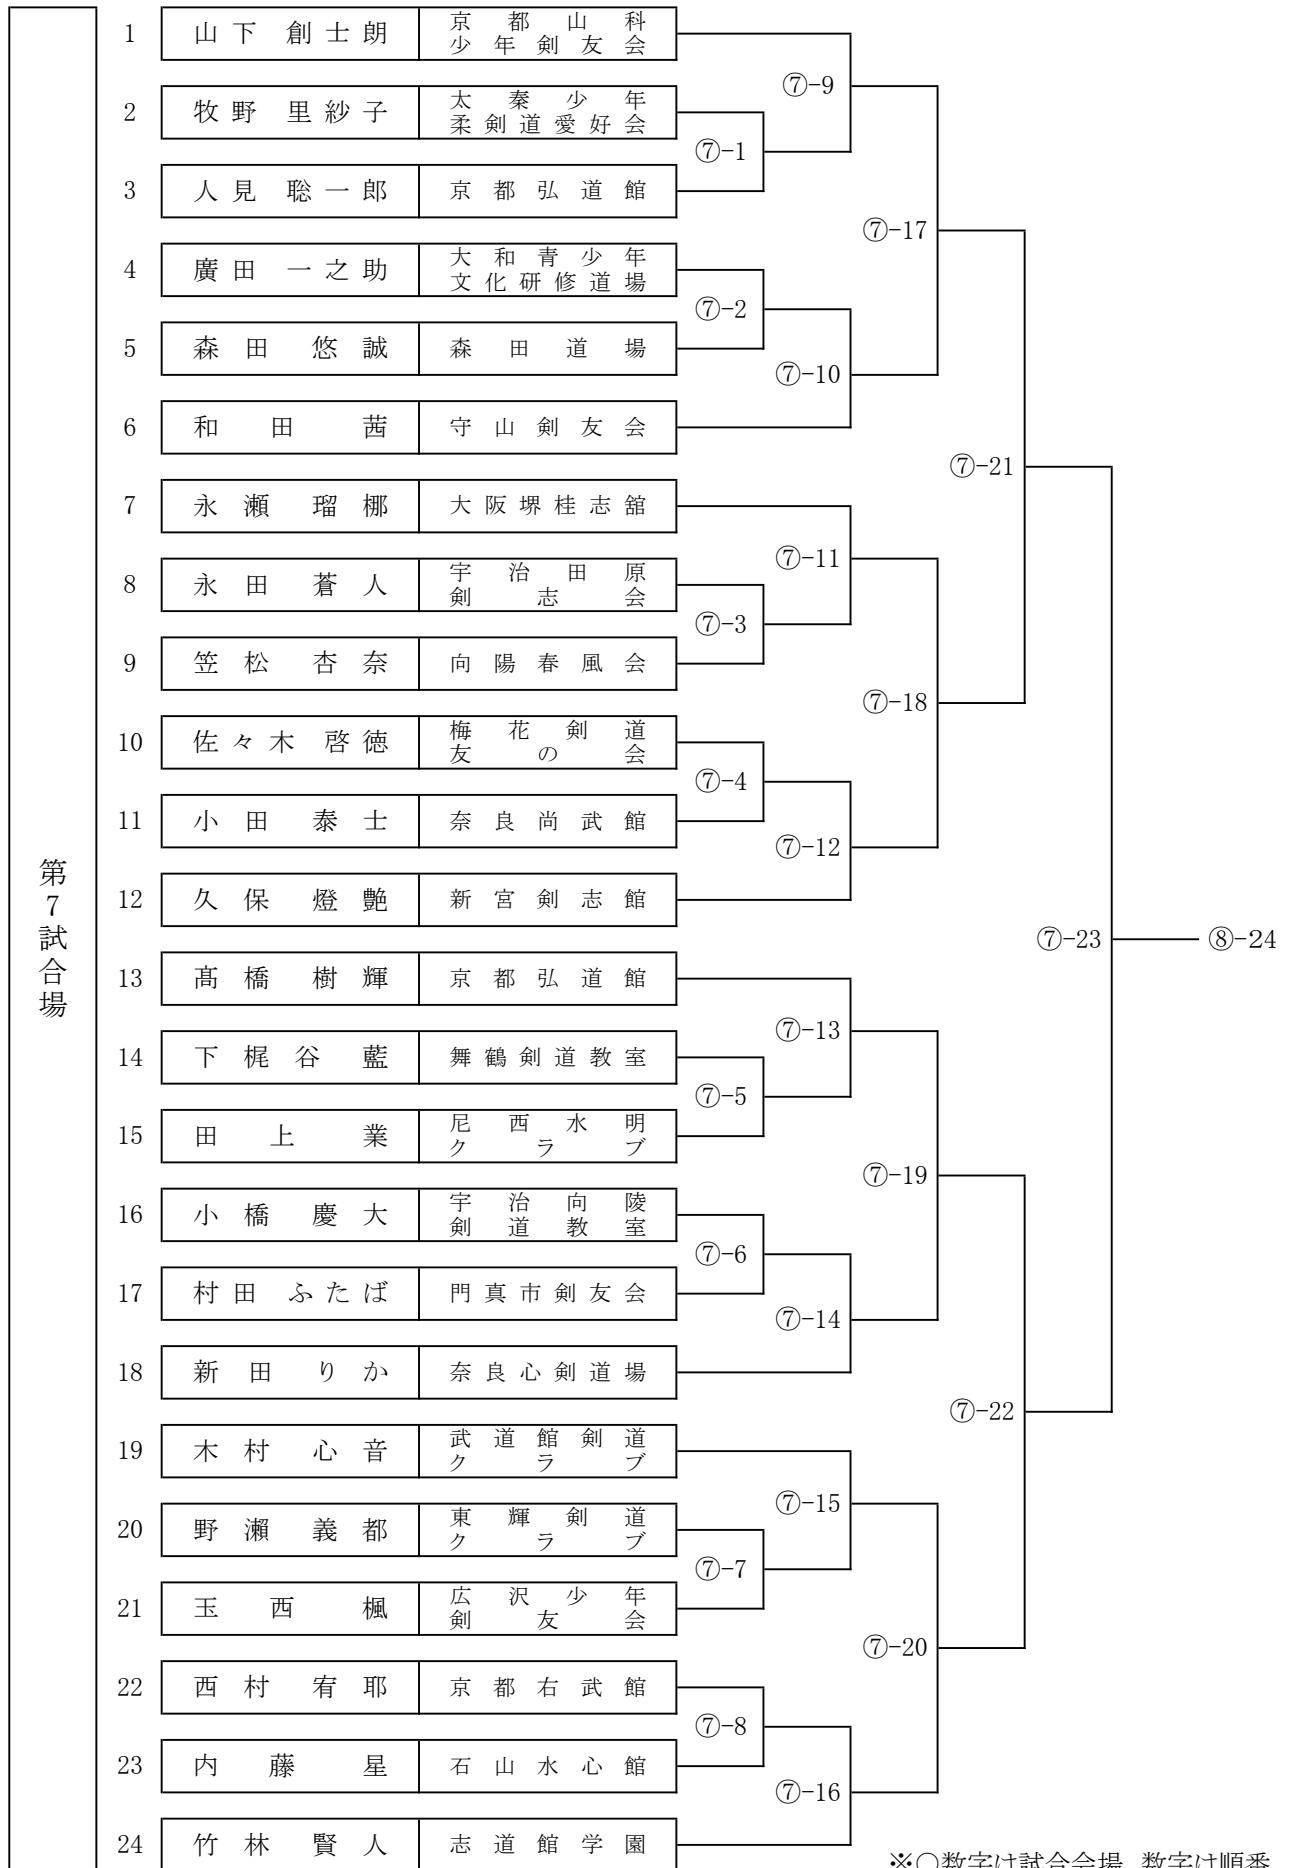 第7試合場
1 山下 創士朗 京都山科
少年剣友会
⑦-9
2 牧野 里紗子 太秦少年
柔剣道愛好会
⑦-1
3 人見 聡一郎 京都弘道館
⑦-17
4 廣田 一之助 大和青少年
文化研修道場
⑦-2
5 森田 悠誠 森田道場
⑦-10
6 和田 茜 守山剣友会
⑦-21
7 永瀬 瑠梛 大阪堺桂志舘
⑦-11
8 永田 蒼人 宇治田原
剣志会
⑦-3
9 笠松 杏奈 向陽春風会
⑦-18
10 佐々木 啓徳 梅花剣道
友の会
⑦-4
11 小田 泰士 奈良尚武館
⑦-12
12 久保 燈艶 新宮剣志館
⑦-23 ⑧-24
13 髙橋 樹輝 京都弘道館
⑦-13
14 下梶谷 藍 舞鶴剣道教室
⑦-5
15 田上 業 尼西水明
クラブ
⑦-19
16 小橋 慶大 宇治向陵
剣道教室
⑦-6
17 村田 ふたば 門真市剣友会
⑦-14
18 新田 りか 奈良心剣道場
⑦-22
19 木村 心音 武道館剣道
クラブ
⑦-15
20 野瀬 義都 東輝剣道
クラブ
⑦-7
21 玉西 楓 広沢少年
剣友会
⑦-20
22 西村 宥耶 京都右武館
⑦-8
23 内藤 星 石山水心館
⑦-16
24 竹林 賢人 志道館学園
※○数字は試合会場、数字は順番